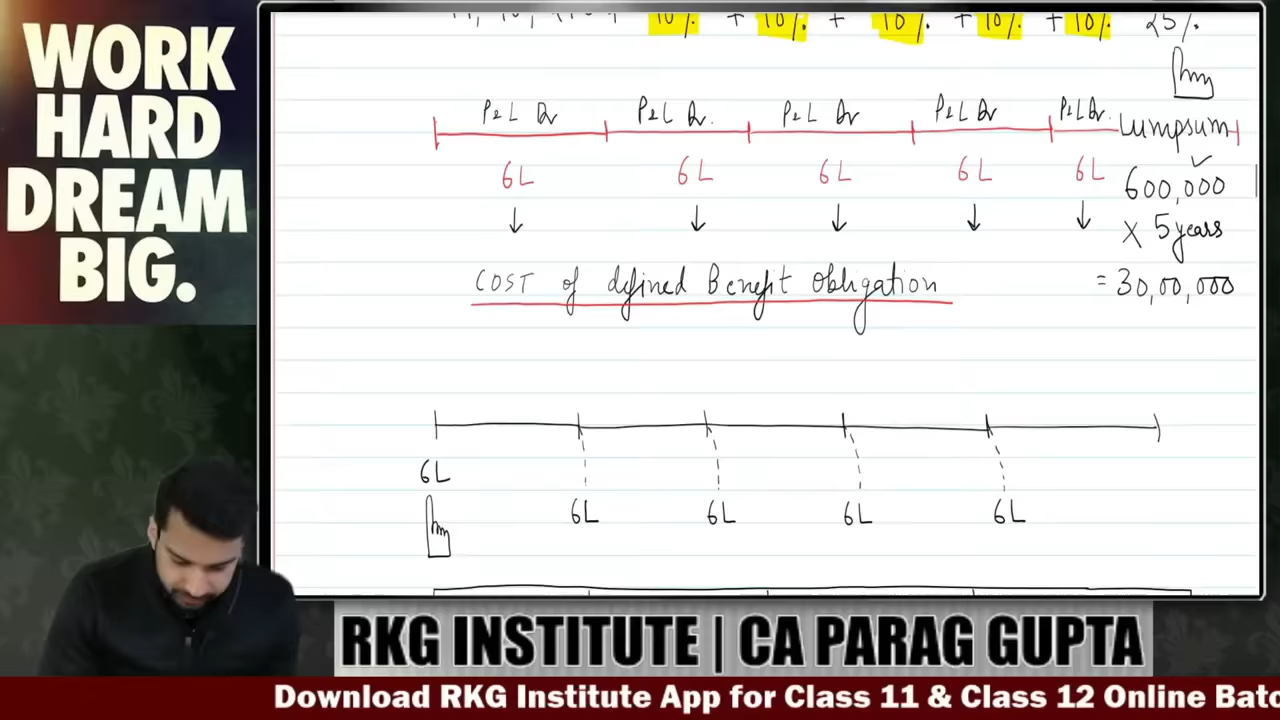 WORK
HARD
DREAM
BIG.
10% + 10% + 10% + 10% + 10% 25%
P&L Dr P&L Dr. P&L Dr P&L Dr P&L Dr. Lumpsum
6L 6L 6L 6L 6L 600,000
X 5 years
COST of defined Benefit obligation = 30,00,000
6L
6L 6L 6L 6L
RKG INSTITUTE | CA PARAG GUPTA
Download RKG Institute App for Class 11 & Class 12 Online Batc